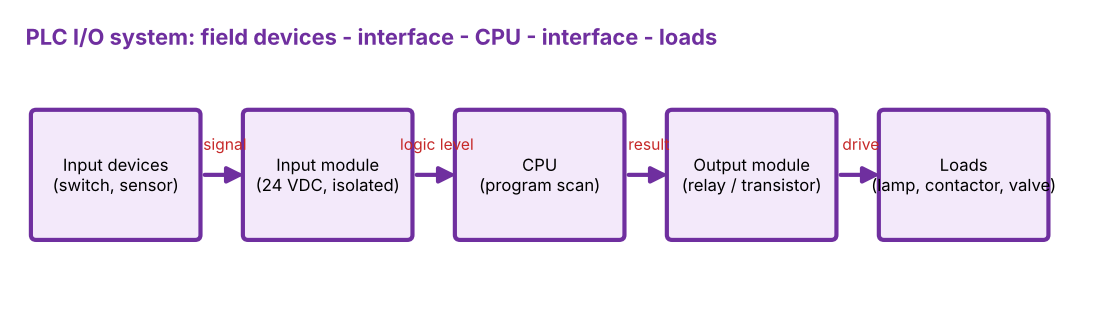 PLC I/O system: field devices - interface - CPU - interface - loads
signal
logic level
result
drive
Input devices
(switch, sensor)
Input module
(24 VDC, isolated)
CPU
(program scan)
Output module
(relay / transistor)
Loads
(lamp, contactor, valve)